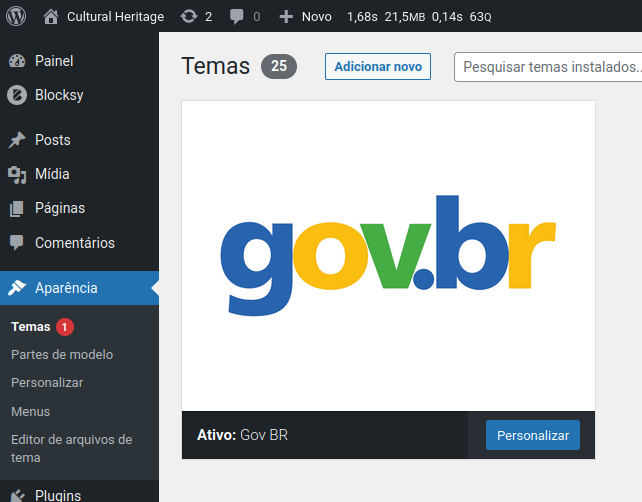 Cultural Heritage 2 0 Novo 1,68s 21,5MB 0,14s 63Q
Painel
Blocksy
Posts
Mídia
Páginas
Comentários
Aparência
Temas 1
Partes de modelo
Personalizar
Menus
Editor de arquivos de
tema
Plugins
Temas 25 Adicionar novo Pesquisar temas instalados..
gov.br
Ativo: Gov BR Personalizar